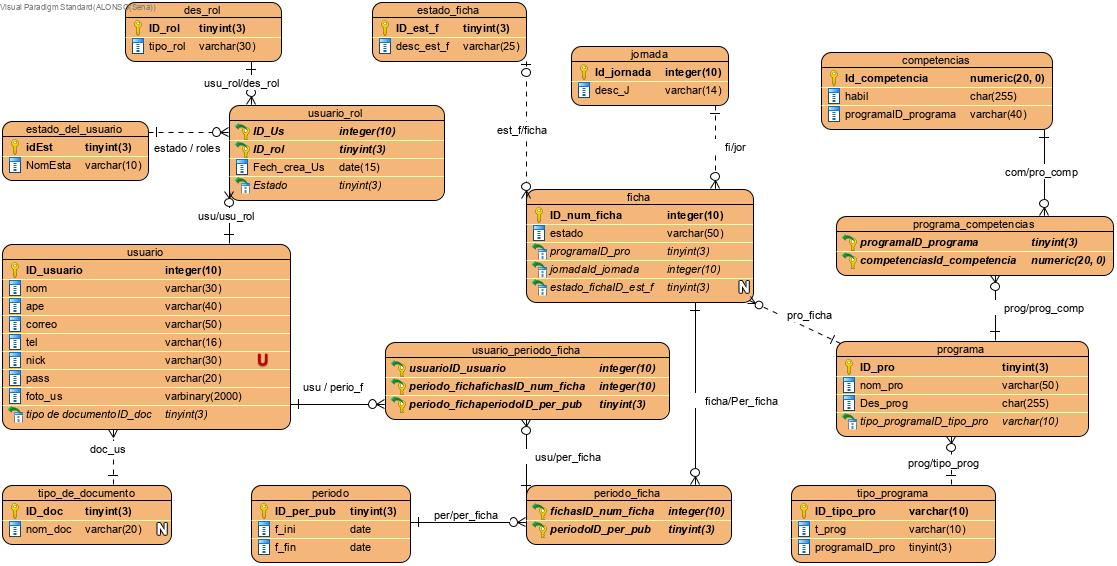 Visual Paradigm Standard(ALONSO(Sena))
des_rol
ID_rol tinyint(3)
tipo_rol varchar(30)
estado_ficha
ID_est_f tinyint(3)
desc_est_f varchar(25)
jornada
Id_jornada integer(10)
desc_J varchar(14)
competencias
Id_competencia numeric(20, 0)
habil char(255)
programaID_programa varchar(40)
usu_rol/des_rol
estado_del_usuario
idEst tinyint(3)
NomEsta varchar(10)
estado / roles
usuario_rol
ID_Us integer(10)
ID_rol tinyint(3)
Fech_crea_Us date(15)
Estado tinyint(3)
est_f/ficha
fi/jor
com/pro_comp
usu/usu_rol
ficha
ID_num_ficha integer(10)
estado varchar(50)
programaID_pro tinyint(3)
jornadaId_jornada integer(10)
estado_fichaID_est_f tinyint(3) N
programa_competencias
programaID_programa tinyint(3)
competenciasId_competencia numeric(20, 0)
usuario
ID_usuario integer(10)
nom varchar(30)
ape varchar(40)
correo varchar(50)
tel varchar(16)
nick varchar(30) U
pass varchar(20)
foto_us varbinary(2000)
tipo de documentoID_doc tinyint(3)
pro_ficha
prog/prog_comp
usuario_periodo_ficha
usuarioID_usuario integer(10)
periodo_fichafichasID_num_ficha integer(10)
periodo_fichaperiodoID_per_pub tinyint(3)
usu / perio_f
programa
ID_pro tinyint(3)
nom_pro varchar(50)
Des_prog char(255)
tipo_programaID_tipo_pro varchar(10)
ficha/Per_ficha
doc_us
usu/per_ficha
prog/tipo_prog
tipo_de_documento
ID_doc tinyint(3)
nom_doc varchar(20) N
periodo
ID_per_pub tinyint(3)
f_ini date
f_fin date
per/per_ficha
periodo_ficha
fichasID_num_ficha integer(10)
periodoID_per_pub tinyint(3)
tipo_programa
ID_tipo_pro varchar(10)
t_prog varchar(10)
programaID_pro tinyint(3)